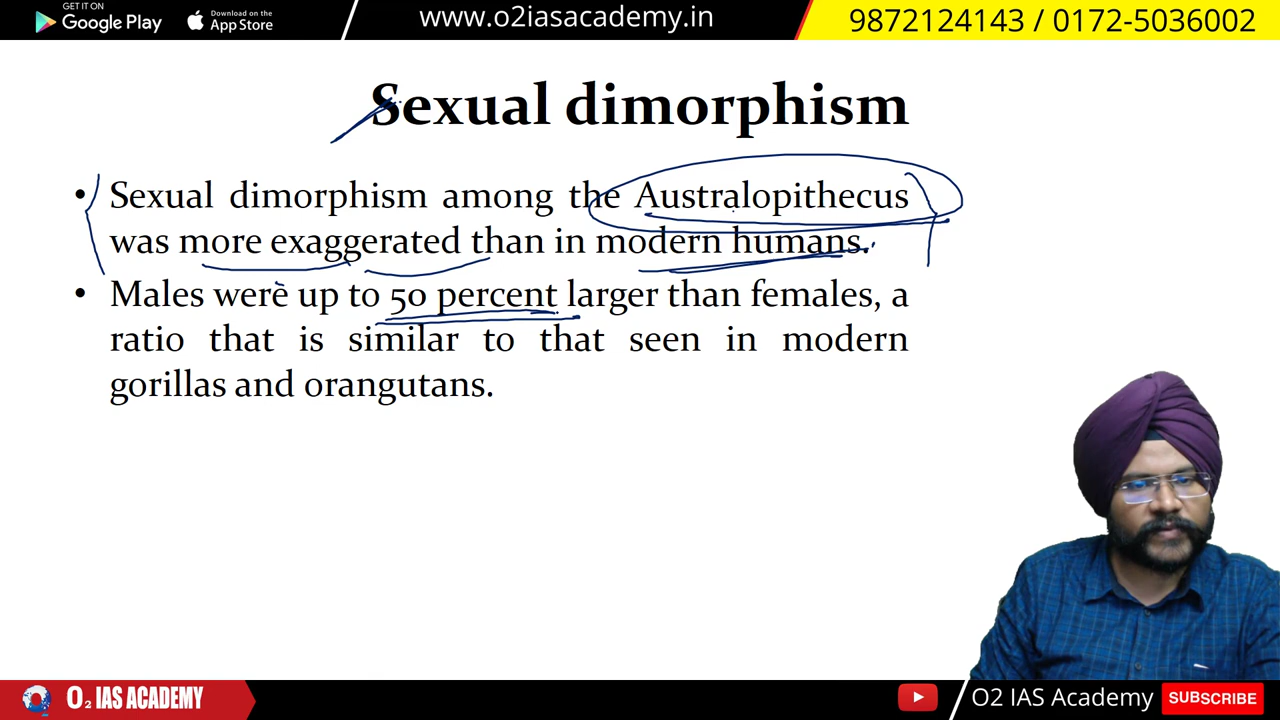 GET IT ON
Google Play
Download on the
App Store
www.o2iasacademy.in
9872124143 / 0172-5036002
Sexual dimorphism
• Sexual dimorphism among the Australopithecus
was more exaggerated than in modern humans.
• Males were up to 50 percent larger than females, a
ratio that is similar to that seen in modern
gorillas and orangutans.
O₂ IAS ACADEMY
O2 IAS Academy
SUBSCRIBE